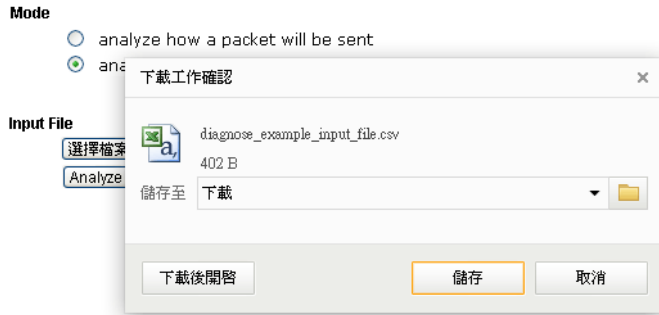 Mode
analyze how a packet will be sent
ana
下載工作確認
Input File
選擇檔案
Analyze
diagnose_example_input_file.csv
402 B
儲存至
下載
下載後開啓
儲存
取消